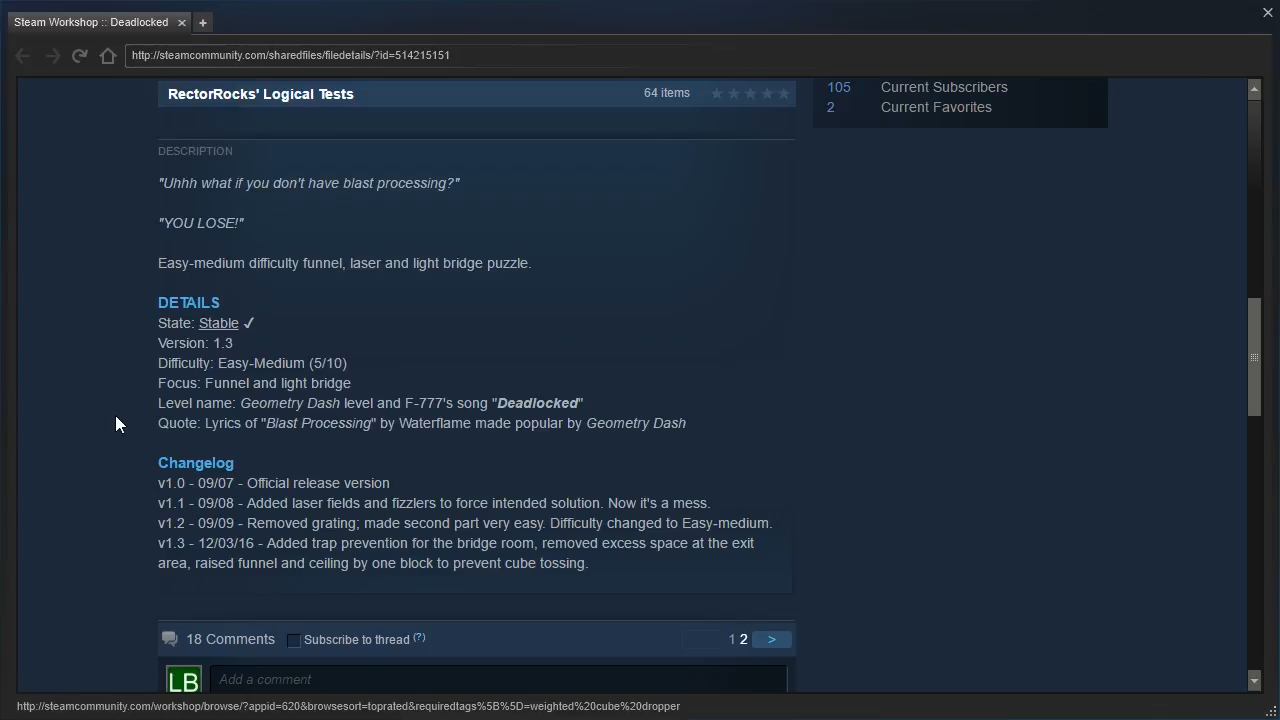 Steam Workshop :: Deadlocked
http://steamcommunity.com/sharedfiles/filedetails/?id=514215151
RectorRocks' Logical Tests
64 items
105 Current Subscribers
2 Current Favorites
DESCRIPTION
"Uhhh what if you don't have blast processing?"
"YOU LOSE!"
Easy-medium difficulty funnel, laser and light bridge puzzle.
DETAILS
State: Stable ✓
Version: 1.3
Difficulty: Easy-Medium (5/10)
Focus: Funnel and light bridge
Level name: Geometry Dash level and F-777's song "Deadlocked"
Quote: Lyrics of "Blast Processing" by Waterflame made popular by Geometry Dash
Changelog
v1.0 - 09/07 - Official release version
v1.1 - 09/08 - Added laser fields and fizzlers to force intended solution. Now it's a mess.
v1.2 - 09/09 - Removed grating; made second part very easy. Difficulty changed to Easy-medium.
v1.3 - 12/03/16 - Added trap prevention for the bridge room, removed excess space at the exit
area, raised funnel and ceiling by one block to prevent cube tossing.
18 Comments
Subscribe to thread (?)
1 2 >
LB
Add a comment
http://steamcommunity.com/workshop/browse/?appid=620&browsesort=toprated&requiredtags%5B%5D=weighted%20cube%20dropper